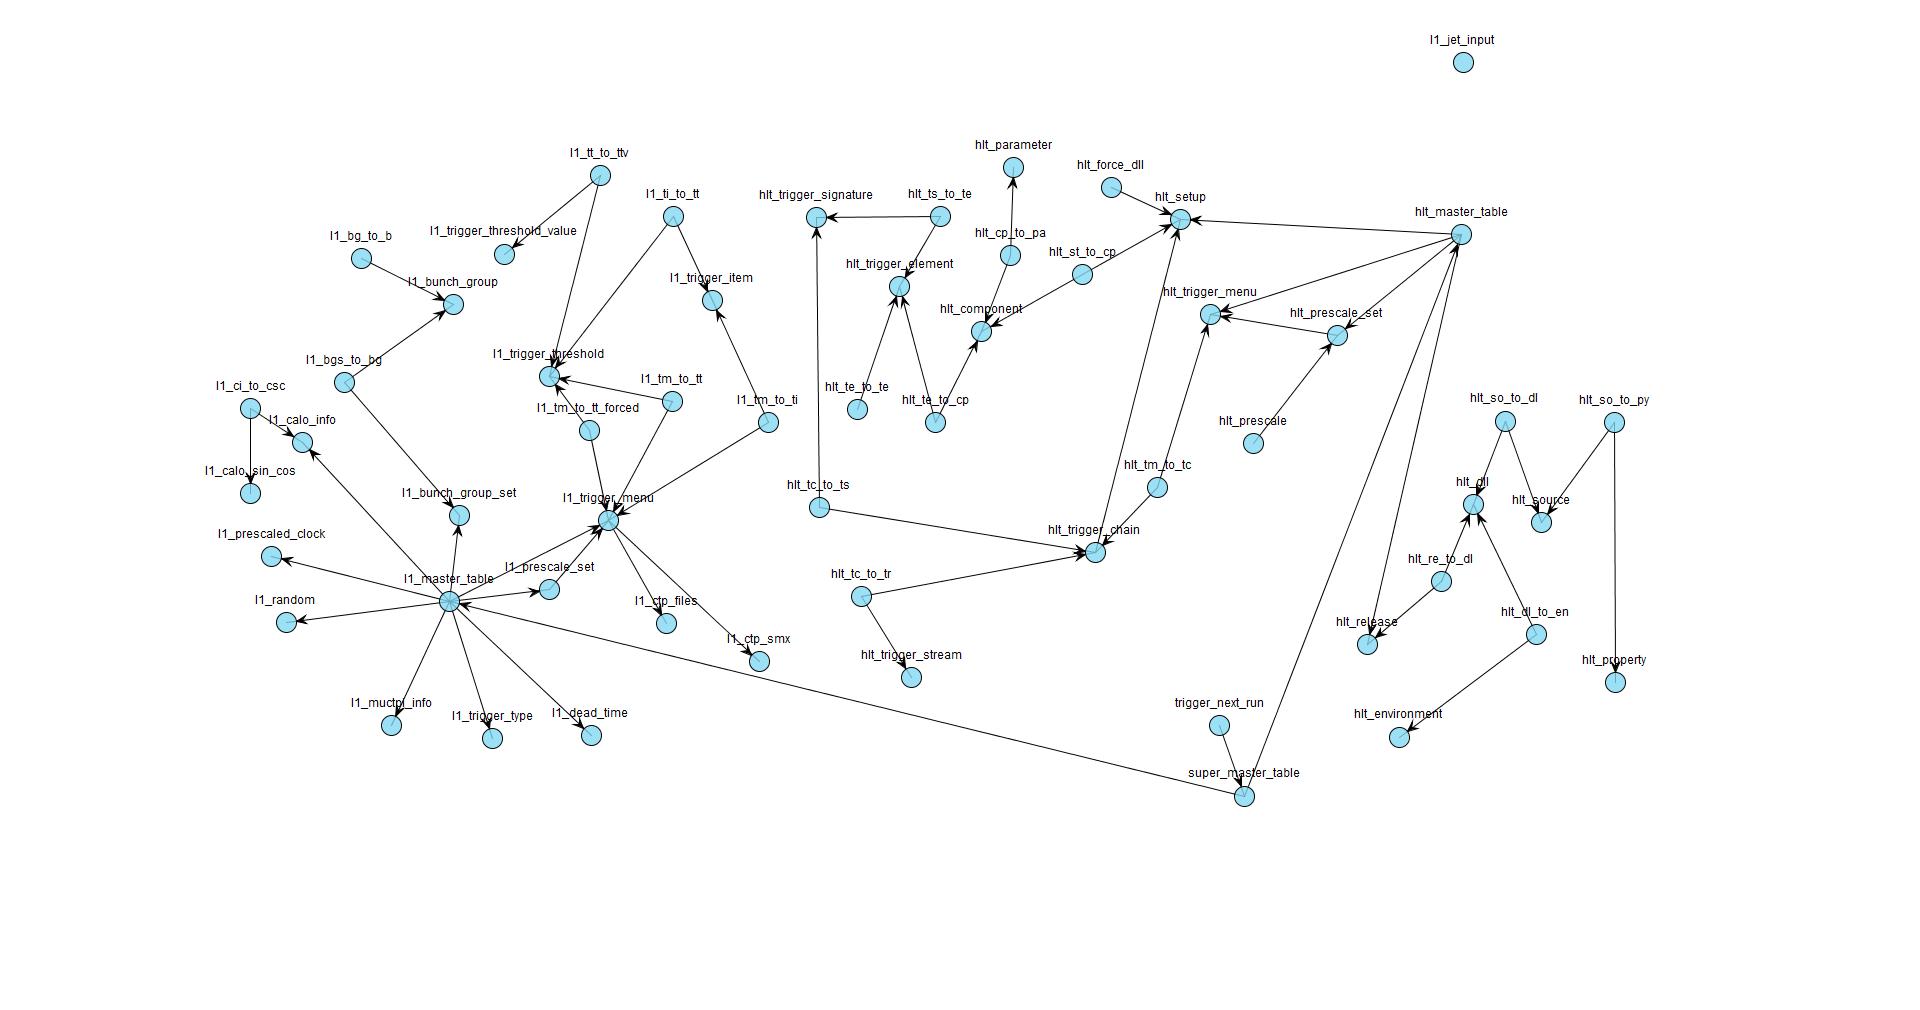 l1_jet_input
hlt_parameter
l1_tt_to_ttv
hlt_force_dll
l1_ti_to_tt
hlt_trigger_signature
hlt_ts_to_te
hlt_setup
hlt_master_table
l1_bg_to_b
l1_trigger_threshold_value
hlt_cp_to_pa
hlt_st_to_cp
hlt_trigger_element
l1_bunch_group
l1_trigger_item
hlt_trigger_menu
hlt_component
hlt_prescale_set
l1_bgs_to_bg
l1_trigger_threshold
l1_ci_to_csc
l1_tm_to_tt
hlt_te_to_te
l1_tm_to_tt_forced
l1_tm_to_ti
hlt_te_to_cp
hlt_so_to_dl
hlt_so_to_py
l1_calo_info
hlt_prescale
l1_calo_sin_cos
hlt_tm_to_tc
hlt_tc_to_ts
hlt_dll
l1_bunch_group_set
l1_trigger_menu
hlt_source
l1_prescaled_clock
hlt_trigger_chain
hlt_re_to_dl
l1_master_table
l1_prescale_set
hlt_tc_to_tr
l1_random
l1_ctp_files
hlt_dl_to_en
hlt_release
l1_ctp_smx
hlt_trigger_stream
hlt_property
l1_muctpi_info
l1_trigger_type
l1_dead_time
trigger_next_run
hlt_environment
super_master_table